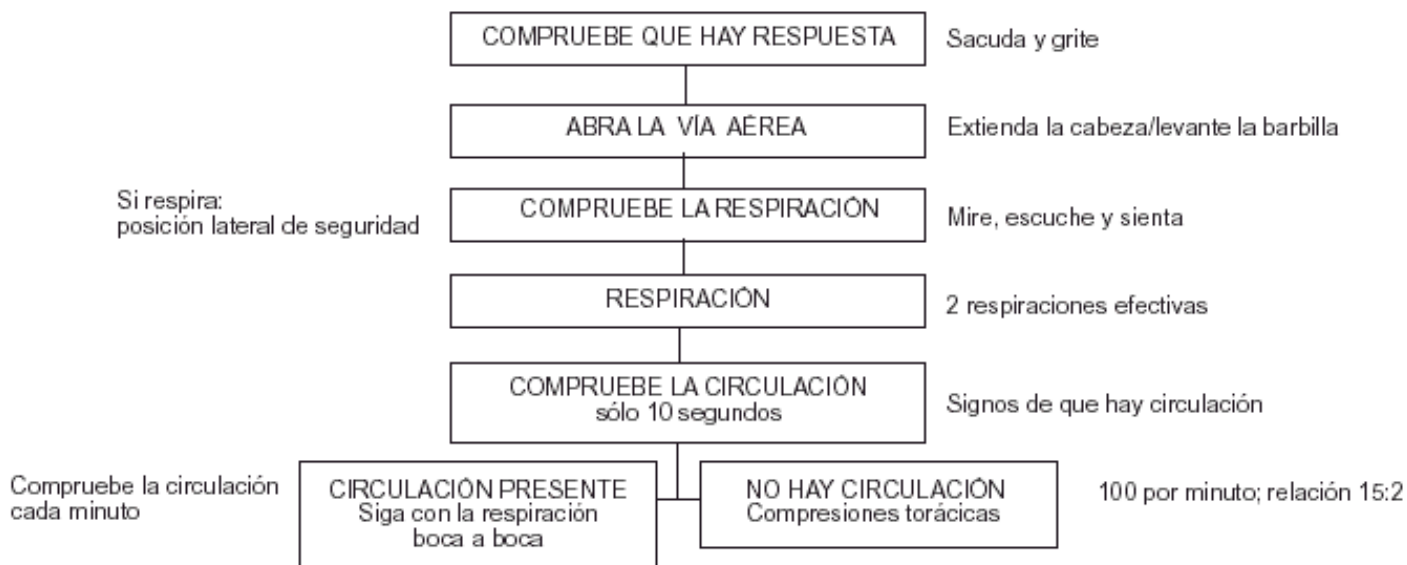 COMPRUEBE QUE HAY RESPUESTA
Sacuda y grite
ABRA LA VÍA AÉREA
Extienda la cabeza/levante la barbilla
Si respira:
posición lateral de seguridad
COMPRUEBE LA RESPIRACIÓN
Mire, escuche y sienta
RESPIRACIÓN
2 respiraciones efectivas
COMPRUEBE LA CIRCULACIÓN
sólo 10 segundos
Signos de que hay circulación
Compruebe la circulación
cada minuto
CIRCULACIÓN PRESENTE
Siga con la respiración
boca a boca
NO HAY CIRCULACIÓN
Compresiones torácicas
100 por minuto; relación 15:2